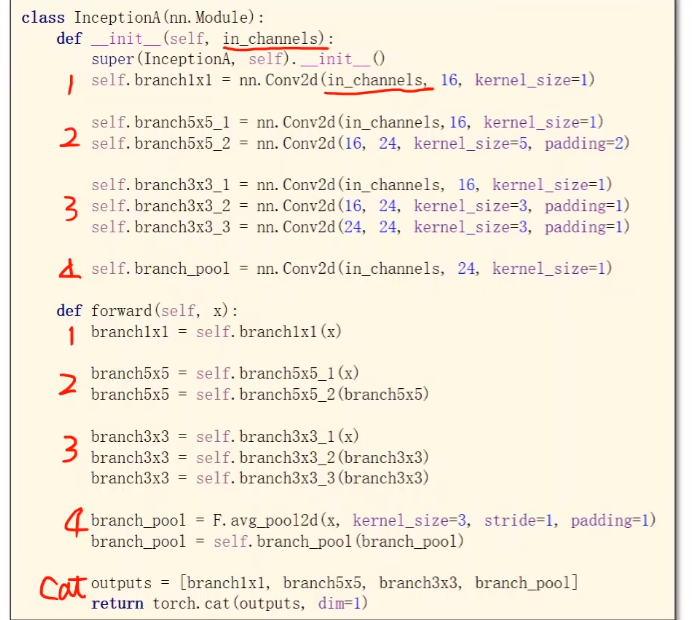 class InceptionA(nn.Module):
    def __init__(self, in_channels):
        super(InceptionA, self).__init__()
1       self.branch1x1 = nn.Conv2d(in_channels, 16, kernel_size=1)
        self.branch5x5_1 = nn.Conv2d(in_channels,16, kernel_size=1)
2       self.branch5x5_2 = nn.Conv2d(16, 24, kernel_size=5, padding=2)
        self.branch3x3_1 = nn.Conv2d(in_channels, 16, kernel_size=1)
3       self.branch3x3_2 = nn.Conv2d(16, 24, kernel_size=3, padding=1)
        self.branch3x3_3 = nn.Conv2d(24, 24, kernel_size=3, padding=1)
4       self.branch_pool = nn.Conv2d(in_channels, 24, kernel_size=1)
    def forward(self, x):
1       branch1x1 = self.branch1x1(x)
        branch5x5 = self.branch5x5_1(x)
2       branch5x5 = self.branch5x5_2(branch5x5)
        branch3x3 = self.branch3x3_1(x)
3       branch3x3 = self.branch3x3_2(branch3x3)
        branch3x3 = self.branch3x3_3(branch3x3)
4       branch_pool = F.avg_pool2d(x, kernel_size=3, stride=1, padding=1)
        branch_pool = self.branch_pool(branch_pool)
Cat     outputs = [branch1x1, branch5x5, branch3x3, branch_pool]
        return torch.cat(outputs, dim=1)